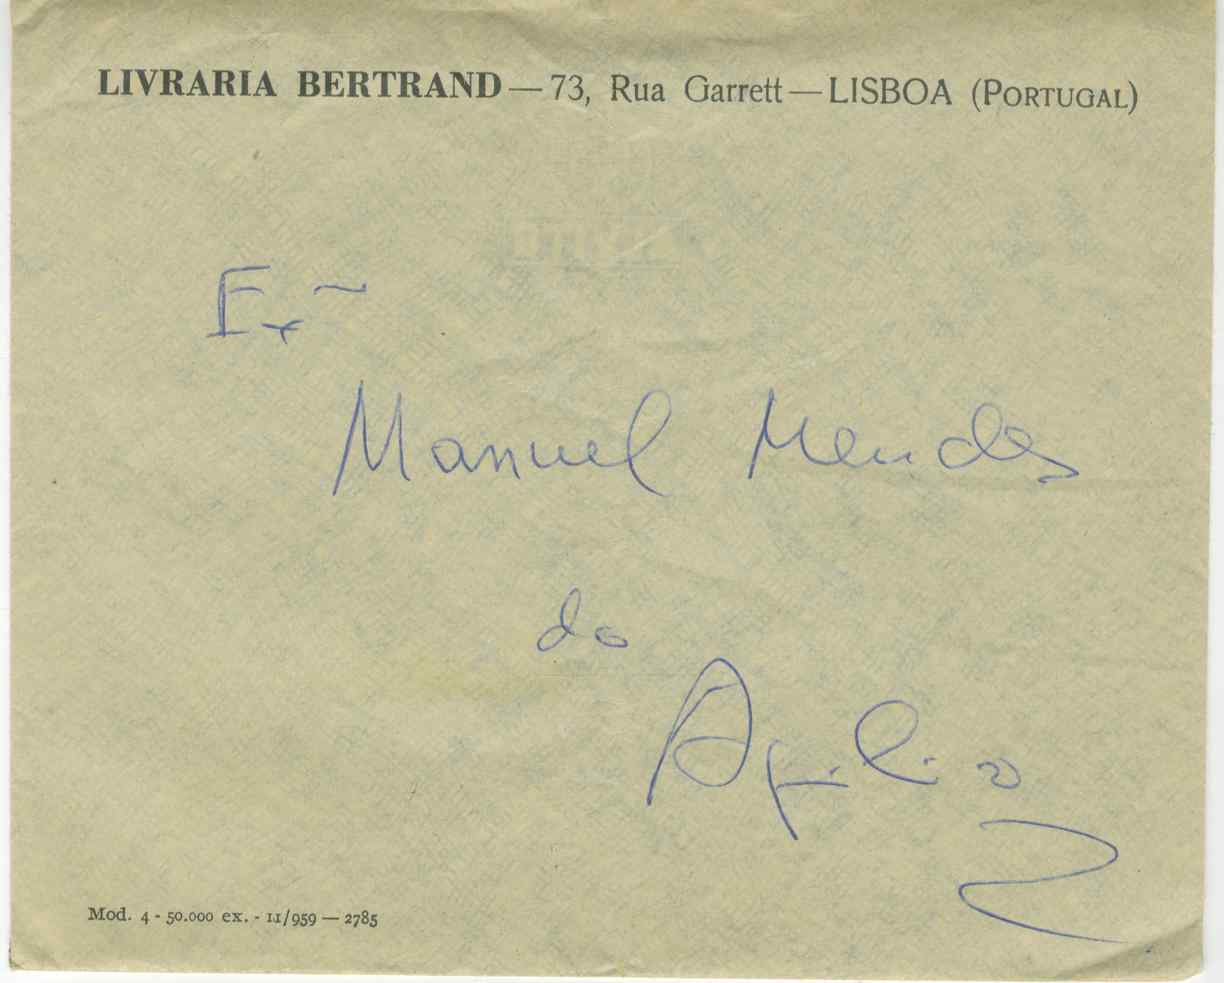 LIVRARIA BERTRAND — 73, Rua Garrett — LISBOA (PORTUGAL)
Ex~
Manuel Mendes
do
Aquilino
Mod. 4 - 50.000 ex. - 11/959 — 2785